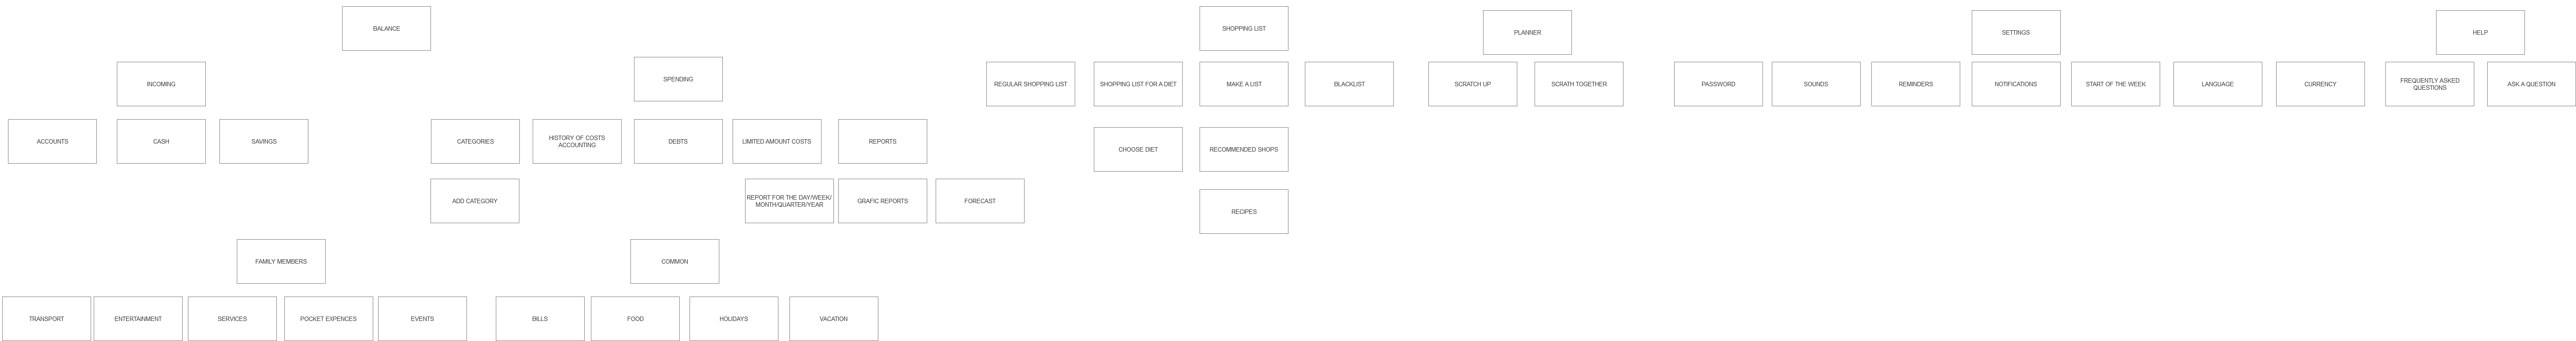 BALANCE
SHOPPING LIST
PLANNER
SETTINGS
HELP
INCOMING
SPENDING
REGULAR SHOPPING LIST
SHOPPING LIST FOR A DIET
MAKE A LIST
BLACKLIST
SCRATCH UP
SCRATH TOGETHER
PASSWORD
SOUNDS
REMINDERS
NOTIFICATIONS
START OF THE WEEK
LANGUAGE
CURRENCY
FREQUENTLY ASKED
QUESTIONS
ASK A QUESTION
ACCOUNTS
CASH
SAVINGS
CATEGORIES
HISTORY OF COSTS
ACCOUNTING
DEBTS
LIMITED AMOUNT COSTS
REPORTS
CHOOSE DIET
RECOMMENDED SHOPS
ADD CATEGORY
REPORT FOR THE DAY/WEEK/
MONTH/QUARTER/YEAR
GRAFIC REPORTS
FORECAST
RECIPES
FAMILY MEMBERS
COMMON
TRANSPORT
ENTERTAINMENT
SERVICES
POCKET EXPENCES
EVENTS
BILLS
FOOD
HOLIDAYS
VACATION